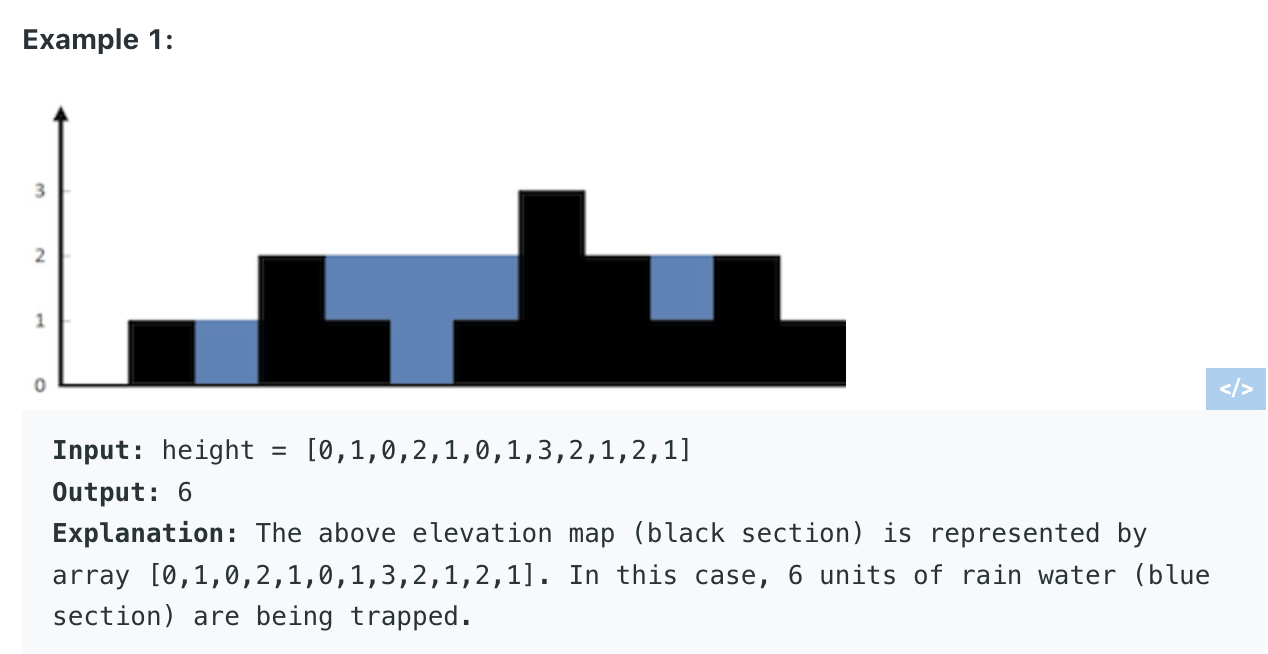 Example 1:
3
2
1
0
</>
Input: height = [0,1,0,2,1,0,1,3,2,1,2,1]
Output: 6
Explanation: The above elevation map (black section) is represented by
array [0,1,0,2,1,0,1,3,2,1,2,1]. In this case, 6 units of rain water (blue
section) are being trapped.